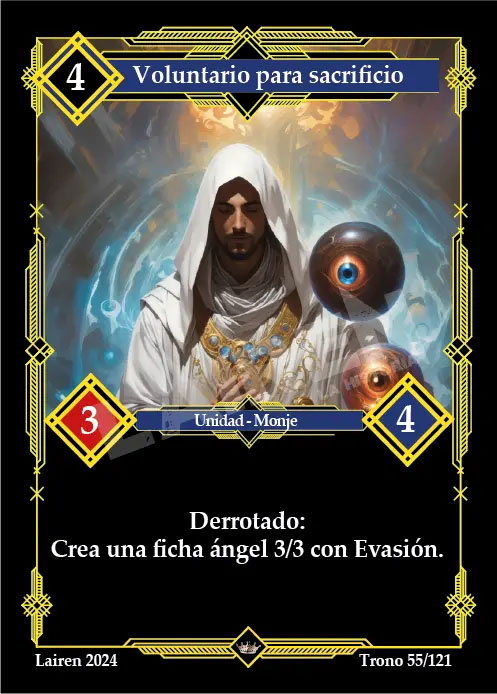 4
Voluntario para sacrificio
3
Unidad - Monje
4
Derrotado:
Crea una ficha ángel 3/3 con Evasión.
Lairen 2024
Trono 55/121